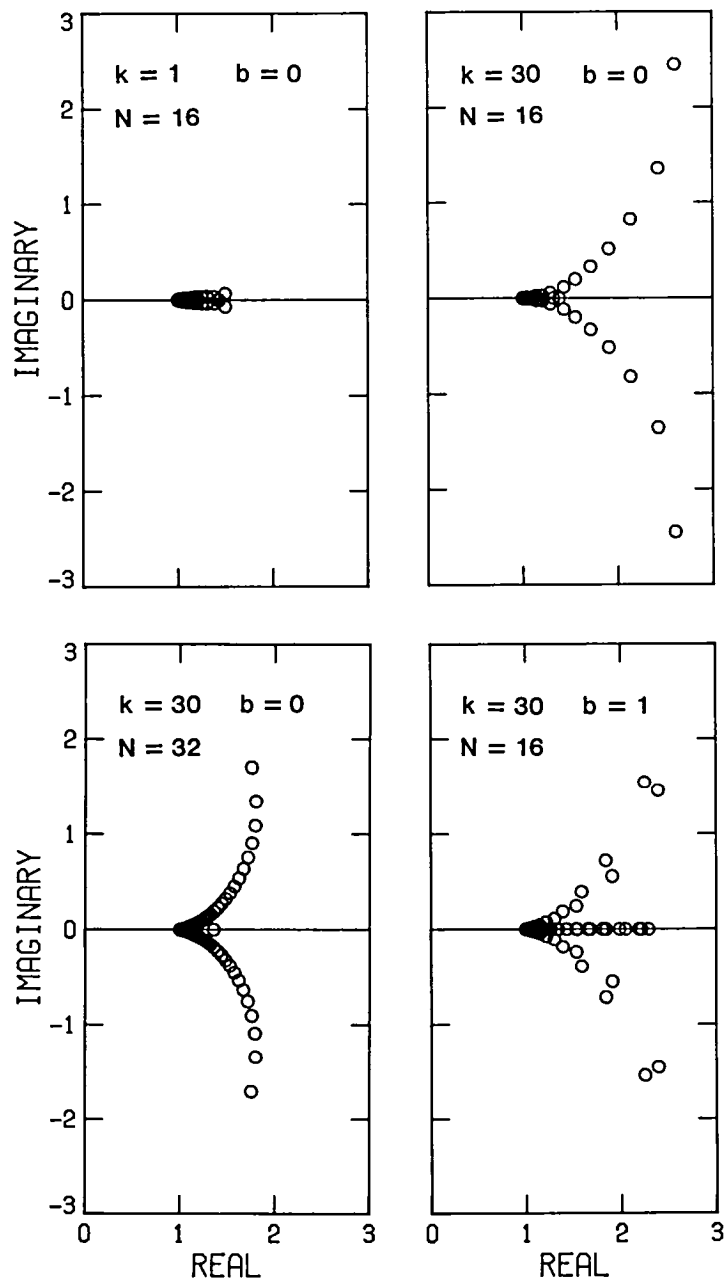 3
2
1
0
-1
-2
-3
IMAGINARY
k = 1 b = 0
N = 16
k = 30 b = 0
N = 16
3
2
1
0
-1
-2
-3
IMAGINARY
k = 30 b = 0
N = 32
0 1 2 3
REAL
k = 30 b = 1
N = 16
0 1 2 3
REAL